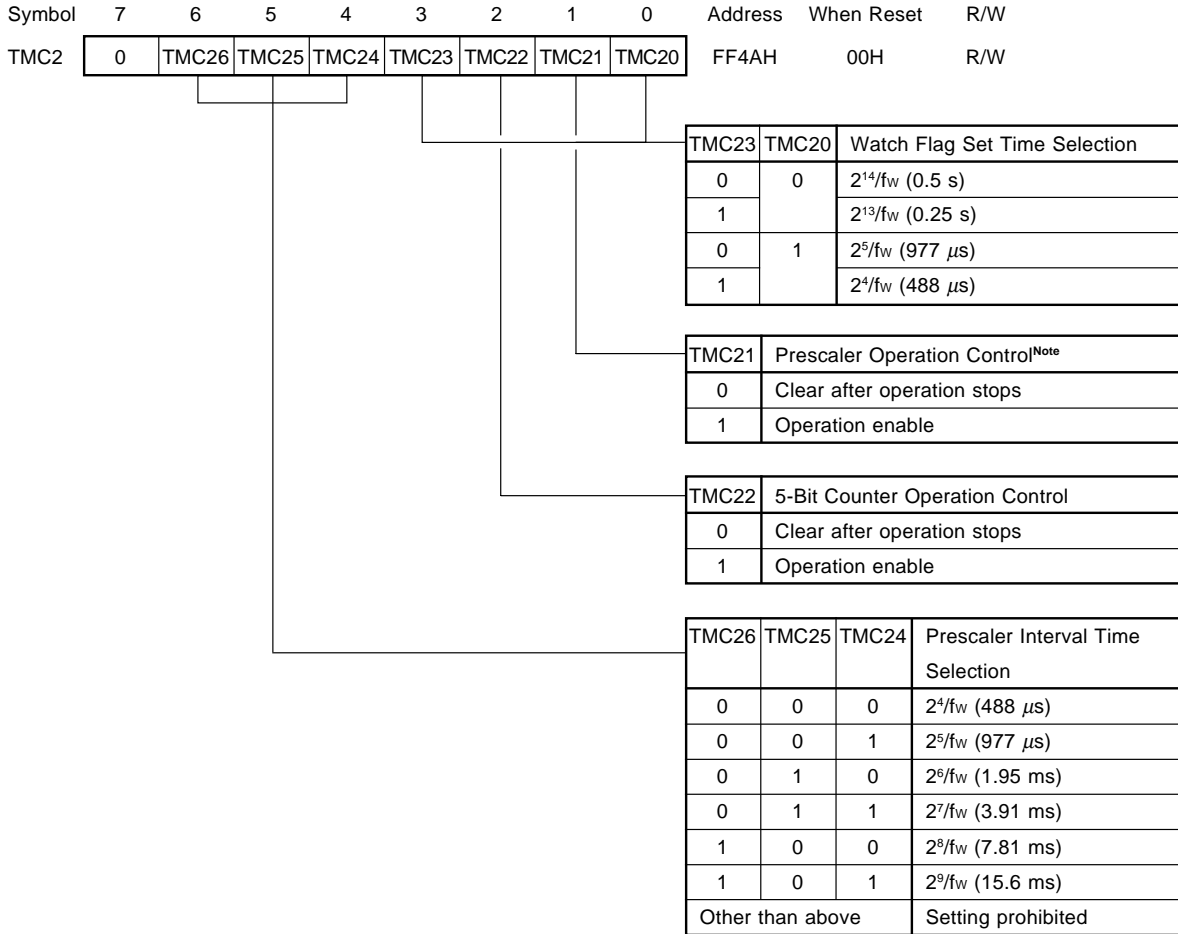 Symbol 7 6 5 4 3 2 1 0 Address When Reset R/W
TMC2 0 TMC26 TMC25 TMC24 TMC23 TMC22 TMC21 TMC20 FF4AH 00H R/W
TMC23 TMC20 Watch Flag Set Time Selection
0 0 2¹⁴/fw (0.5 s)
1 2¹³/fw (0.25 s)
0 1 2⁵/fw (977 µs)
1 2⁴/fw (488 µs)
TMC21 Prescaler Operation Control Note
0 Clear after operation stops
1 Operation enable
TMC22 5-Bit Counter Operation Control
0 Clear after operation stops
1 Operation enable
TMC26 TMC25 TMC24 Prescaler Interval Time
Selection
0 0 0 2⁴/fw (488 µs)
0 0 1 2⁵/fw (977 µs)
0 1 0 2⁶/fw (1.95 ms)
0 1 1 2⁷/fw (3.91 ms)
1 0 0 2⁸/fw (7.81 ms)
1 0 1 2⁹/fw (15.6 ms)
Other than above Setting prohibited